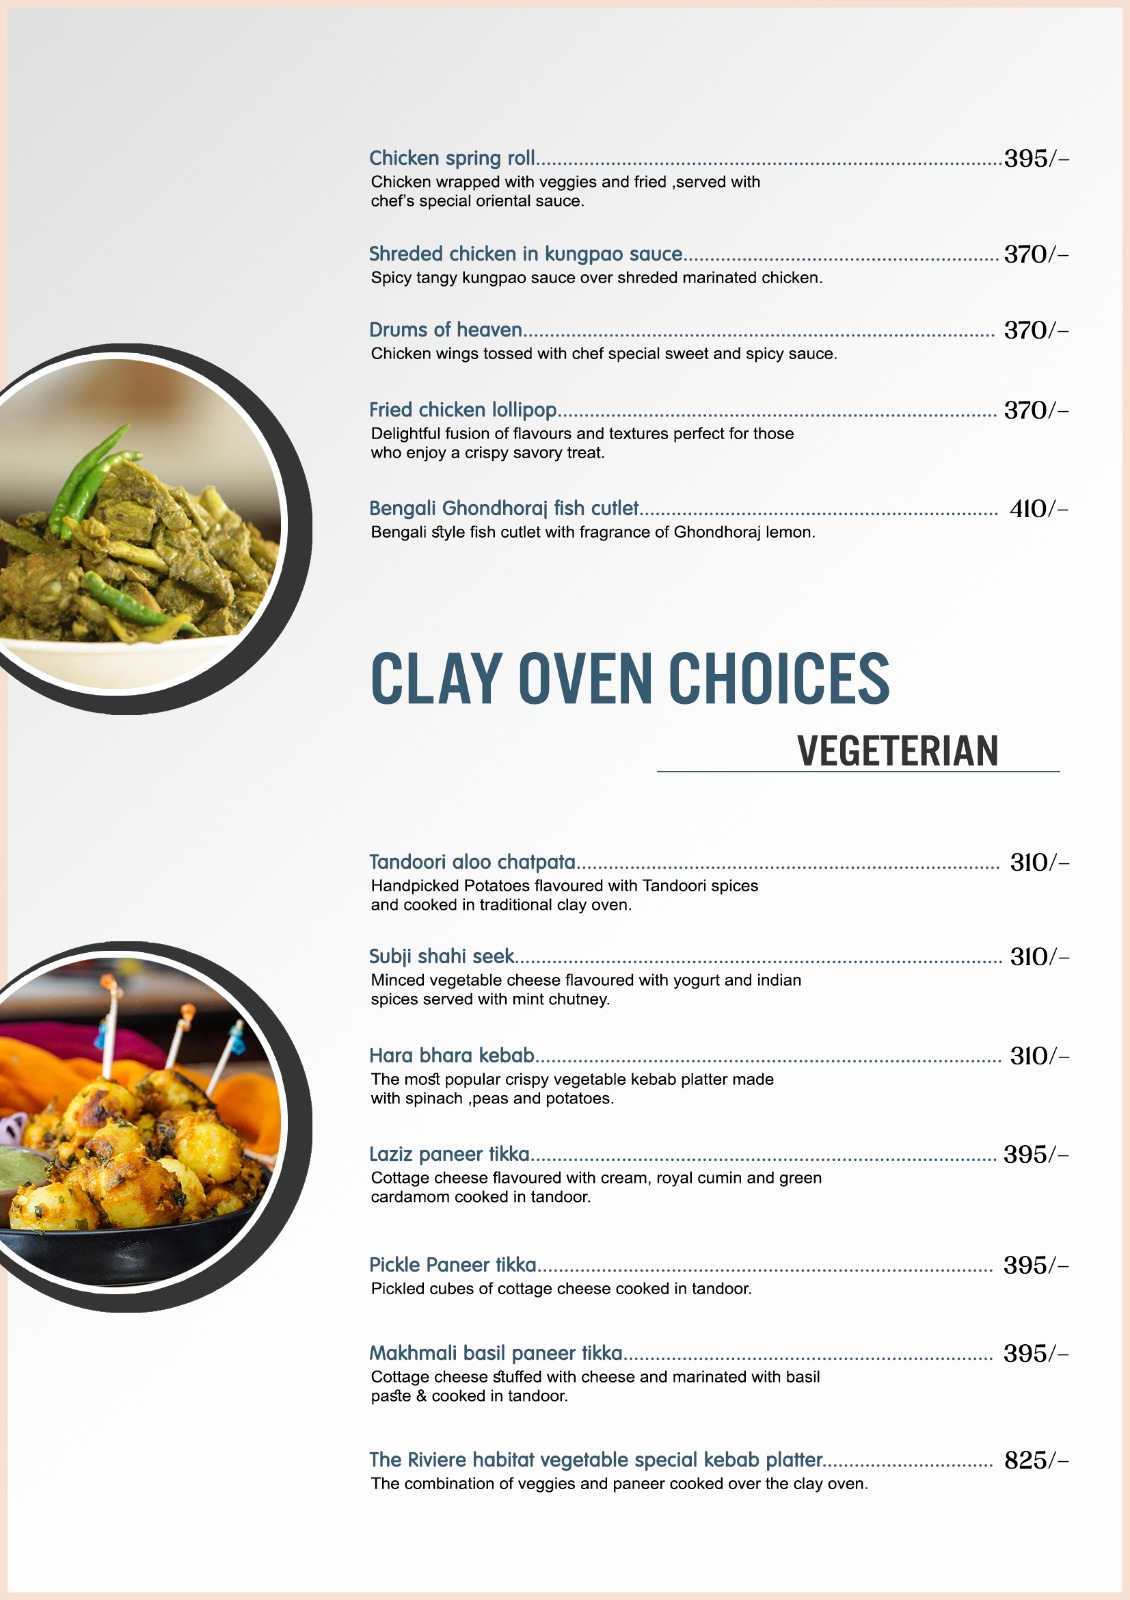 Chicken spring roll........................................................................................395/–
Chicken wrapped with veggies and fried ,served with
chef's special oriental sauce.
Shreded chicken in kungpao sauce............................................................370/–
Spicy tangy kungpao sauce over shreded marinated chicken.
Drums of heaven.........................................................................................370/–
Chicken wings tossed with chef special sweet and spicy sauce.
Fried chicken lollipop...................................................................................370/–
Delightful fusion of flavours and textures perfect for those
who enjoy a crispy savory treat.
Bengali Ghondhoraj fish cutlet....................................................................410/–
Bengali style fish cutlet with fragrance of Ghondhoraj lemon.
CLAY OVEN CHOICES
VEGETERIAN
Tandoori aloo chatpata................................................................................310/–
Handpicked Potatoes flavoured with Tandoori spices
and cooked in traditional clay oven.
Subji shahi seek............................................................................................310/–
Minced vegetable cheese flavoured with yogurt and indian
spices served with mint chutney.
Hara bhara kebab........................................................................................310/–
The most popular crispy vegetable kebab platter made
with spinach ,peas and potatoes.
Laziz paneer tikka........................................................................................395/–
Cottage cheese flavoured with cream, royal cumin and green
cardamom cooked in tandoor.
Pickle Paneer tikka......................................................................................395/–
Pickled cubes of cottage cheese cooked in tandoor.
Makhmali basil paneer tikka......................................................................395/–
Cottage cheese stuffed with cheese and marinated with basil
paste & cooked in tandoor.
The Riviere habitat vegetable special kebab platter................................825/–
The combination of veggies and paneer cooked over the clay oven.